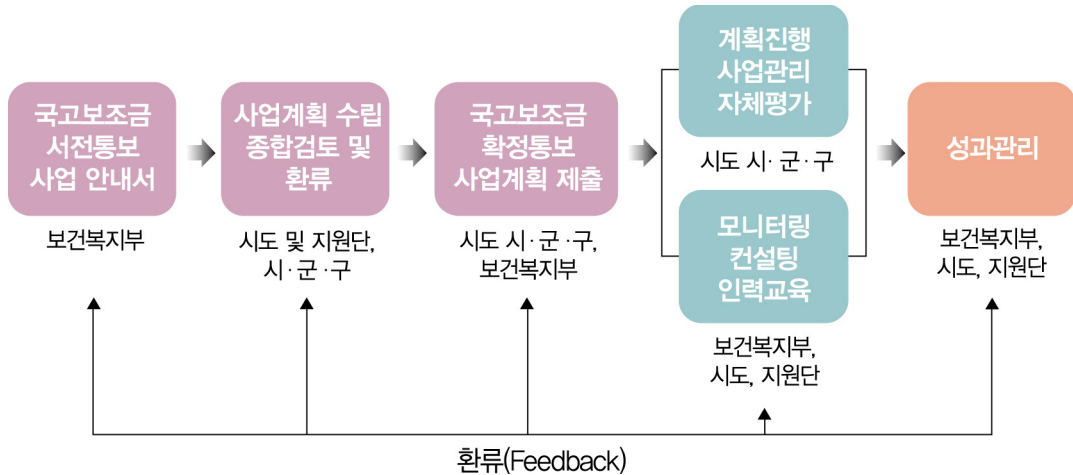 국고보조금
서전통보
사업 안내서
보건복지부
사업계획 수립
종합검토 및
환류
시도 및 지원단,
시·군·구
국고보조금
확정통보
사업계획 제출
시도 시·군·구,
보건복지부
계획진행
사업관리
자체평가
시도 시·군·구
모니터링
컨설팅
인력교육
보건복지부,
시도, 지원단
성과관리
보건복지부,
시도, 지원단
환류(Feedback)